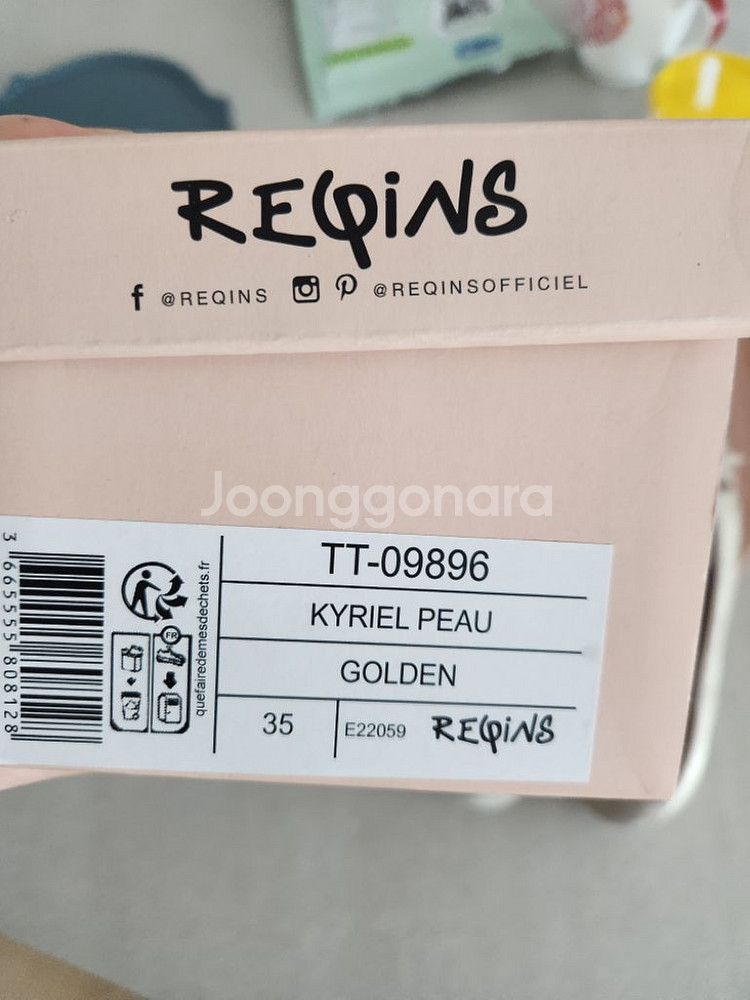 REQINS
@REQINS @REQINSOFFICIEL
Joonggonara
TT-09896
KYRIEL PEAU
GOLDEN
35
E22059
REQINS
3 665555 808128
FR
quefairedemesdechets.fr